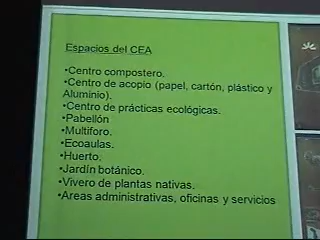 Espacios del CEA
•Centro compostero.
•Centro de acopio (papel, cartón, plástico y
Aluminio).
•Centro de prácticas ecológicas.
•Pabellón
•Multiforo.
•Ecoaulas.
•Huerto.
•Jardín botánico.
•Vivero de plantas nativas.
•Areas administrativas, oficinas y servicios